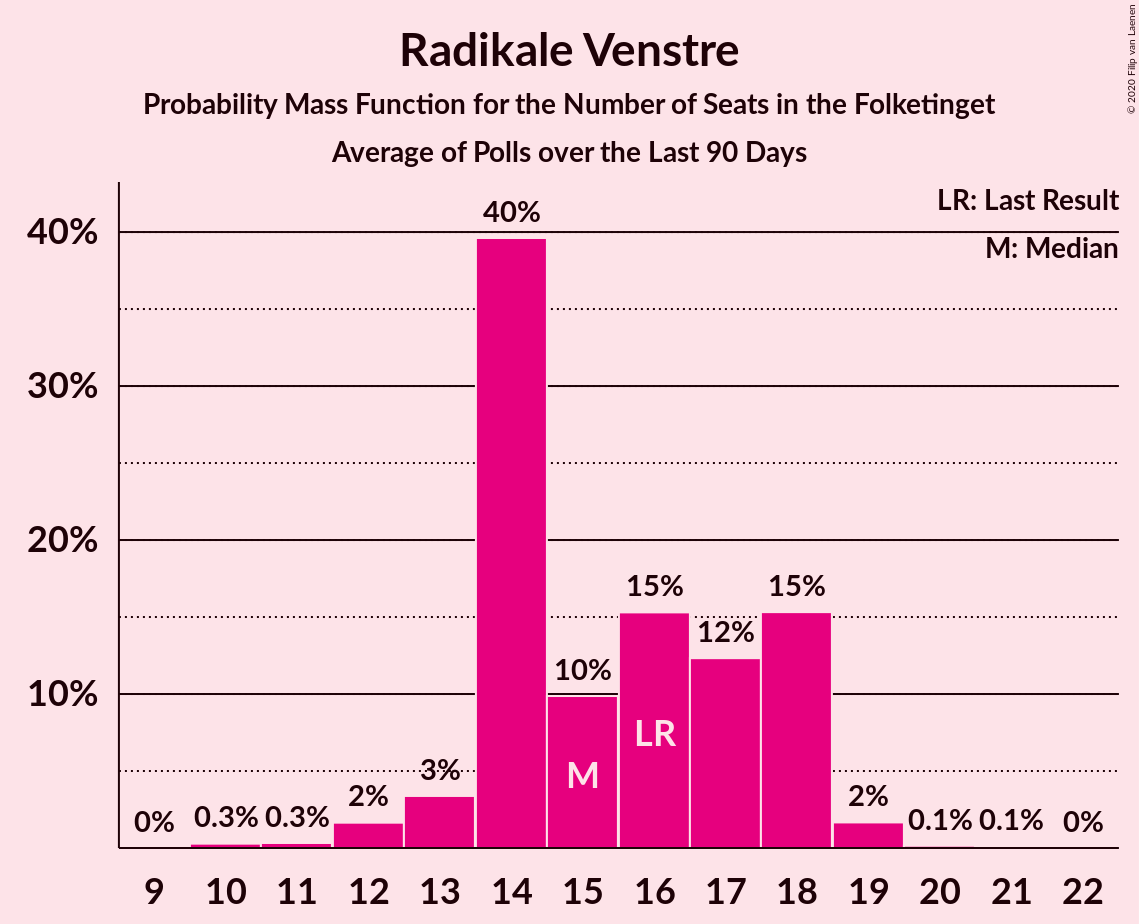 Radikale Venstre
Probability Mass Function for the Number of Seats in the Folketinget
Average of Polls over the Last 90 Days
© 2020 Filip van Laenen
LR: Last Result
M: Median
40%
30%
20%
10%
0%
0.3%
0.3%
2%
3%
40%
10%
15%
12%
15%
2%
0.1%
0.1%
0%
M
LR
9 10 11 12 13 14 15 16 17 18 19 20 21 22